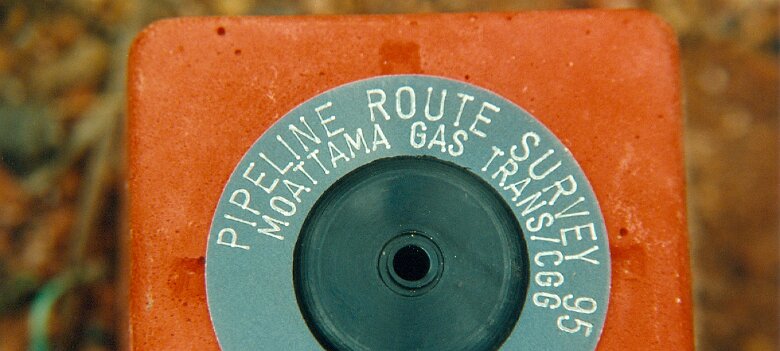 PIPELINE ROUTE SURVEY 95
MOATTAMA GAS TRANS/CGG